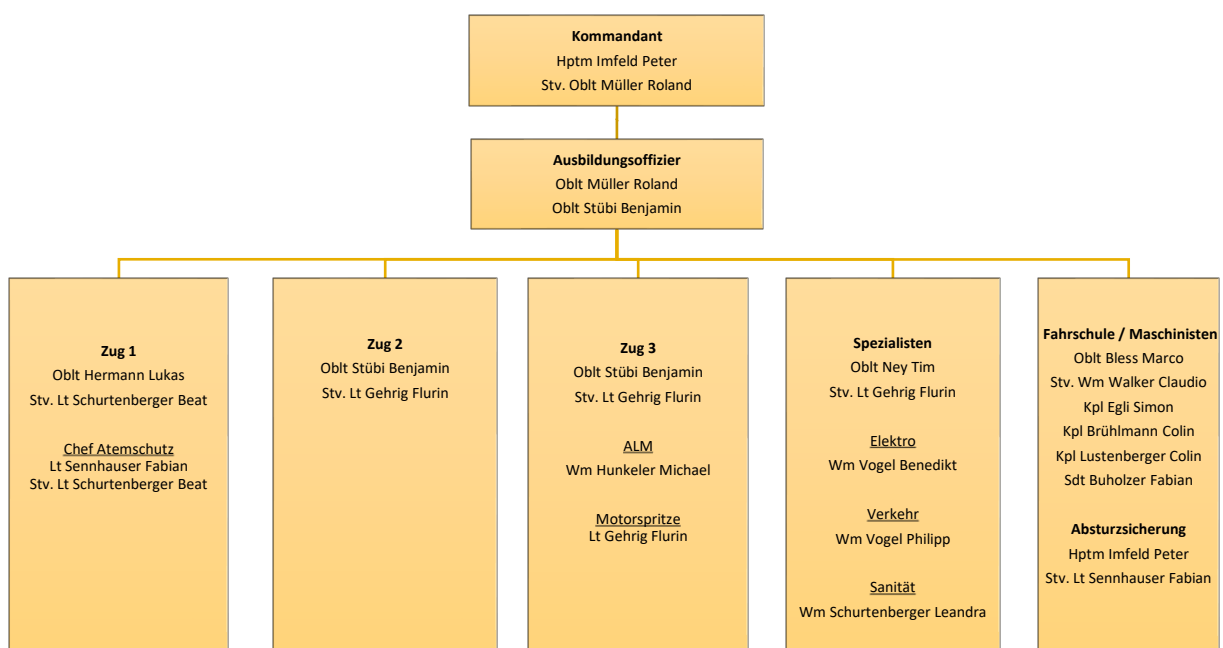 Kommandant
Hptm Imfeld Peter
Stv. Oblt Müller Roland
Ausbildungsoffizier
Oblt Müller Roland
Oblt Stübi Benjamin
Zug 1
Oblt Hermann Lukas
Stv. Lt Schurtenberger Beat
Chef Atemschutz
Lt Sennhauser Fabian
Stv. Lt Schurtenberger Beat
Zug 2
Oblt Stübi Benjamin
Stv. Lt Gehrig Flurin
Zug 3
Oblt Stübi Benjamin
Stv. Lt Gehrig Flurin
ALM
Wm Hunkeler Michael
Motorspritze
Lt Gehrig Flurin
Spezialisten
Oblt Ney Tim
Stv. Lt Gehrig Flurin
Elektro
Wm Vogel Benedikt
Verkehr
Wm Vogel Philipp
Sanität
Wm Schurtenberger Leandra
Fahrschule / Maschinisten
Oblt Bless Marco
Stv. Wm Walker Claudio
Kpl Egli Simon
Kpl Brühlmann Colin
Kpl Lustenberger Colin
Sdt Buholzer Fabian
Absturzsicherung
Hptm Imfeld Peter
Stv. Lt Sennhauser Fabian